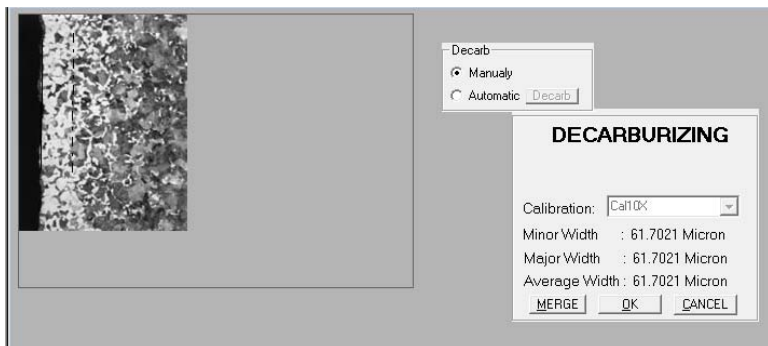 Decarb
Manualy
Automatic Decarb
DECARBURIZING
Calibration: Cal10X
Minor Width : 61.7021 Micron
Major Width : 61.7021 Micron
Average Width : 61.7021 Micron
MERGE OK CANCEL